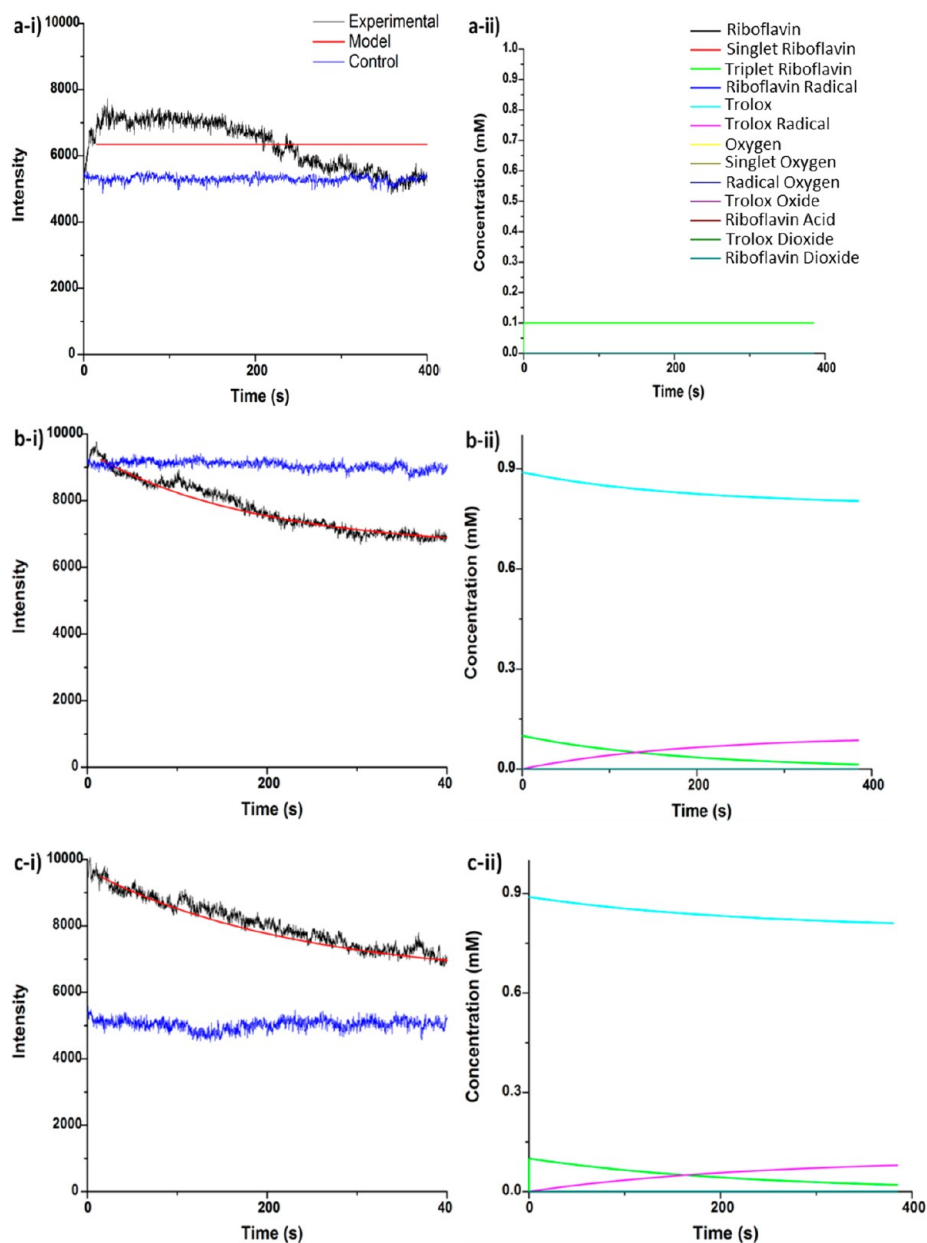 a-i)
10000
8000
6000
4000
2000
0
Intensity
Experimental
Model
Control
0
200
400
Time (s)
a-ii)
1.0
0.9
0.8
0.7
0.6
0.5
0.4
0.3
0.2
0.1
0.0
Concentration (mM)
Riboflavin
Singlet Riboflavin
Triplet Riboflavin
Riboflavin Radical
Trolox
Trolox Radical
Oxygen
Singlet Oxygen
Radical Oxygen
Trolox Oxide
Riboflavin Acid
Trolox Dioxide
Riboflavin Dioxide
0
200
400
Time (s)
b-i)
10000
8000
6000
4000
2000
0
Intensity
0
200
40
Time (s)
b-ii)
0.9
0.6
0.3
0.0
Concentration (mM)
0
200
400
Time (s)
c-i)
10000
8000
6000
4000
2000
0
Intensity
0
200
40
Time (s)
c-ii)
0.9
0.6
0.3
0.0
Concentration (mM)
0
200
400
Time (s)